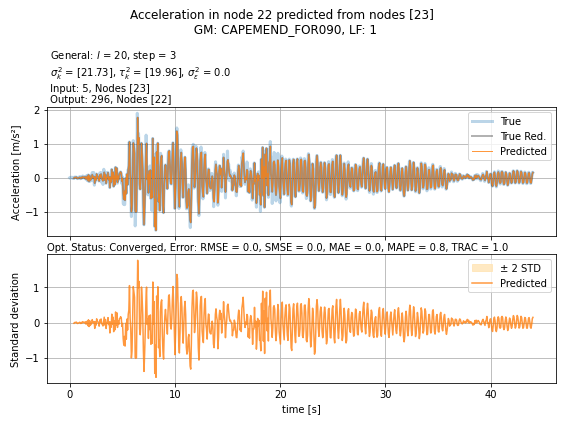 Acceleration in node 22 predicted from nodes [23]
GM: CAPEMEND_FOR090, LF: 1
General: l = 20, step = 3
σ²ₖ = [21.73], τ²ₖ = [19.96], σ²ε = 0.0
Input: 5, Nodes [23]
Output: 296, Nodes [22]
2
1
0
−1
Acceleration [m/s²]
True
True Red.
Predicted
Opt. Status: Converged, Error: RMSE = 0.0, SMSE = 0.0, MAE = 0.0, MAPE = 0.8, TRAC = 1.0
1
0
−1
Standard deviation
± 2 STD
Predicted
0 10 20 30 40
time [s]